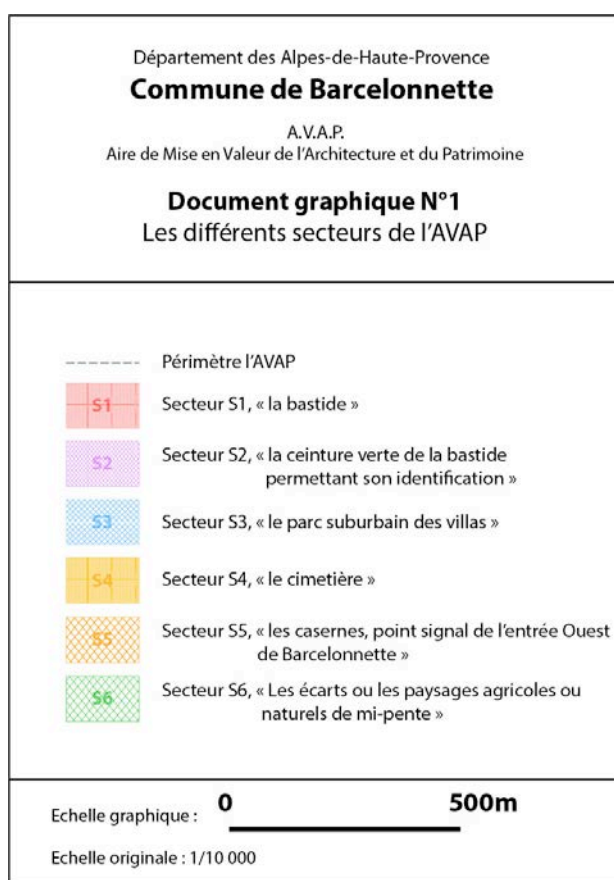 Département des Alpes-de-Haute-Provence
Commune de Barcelonnette
A.V.A.P.
Aire de Mise en Valeur de l'Architecture et du Patrimoine
Document graphique N°1
Les différents secteurs de l'AVAP
Périmètre l'AVAP
S1 Secteur S1, « la bastide »
S2 Secteur S2, « la ceinture verte de la bastide
permettant son identification »
S3 Secteur S3, « le parc suburbain des villas »
S4 Secteur S4, « le cimetière »
S5 Secteur S5, « les casernes, point signal de l'entrée Ouest
de Barcelonnette »
S6 Secteur S6, « Les écarts ou les paysages agricoles ou
naturels de mi-pente »
Echelle graphique : 0 500m
Echelle originale : 1/10 000